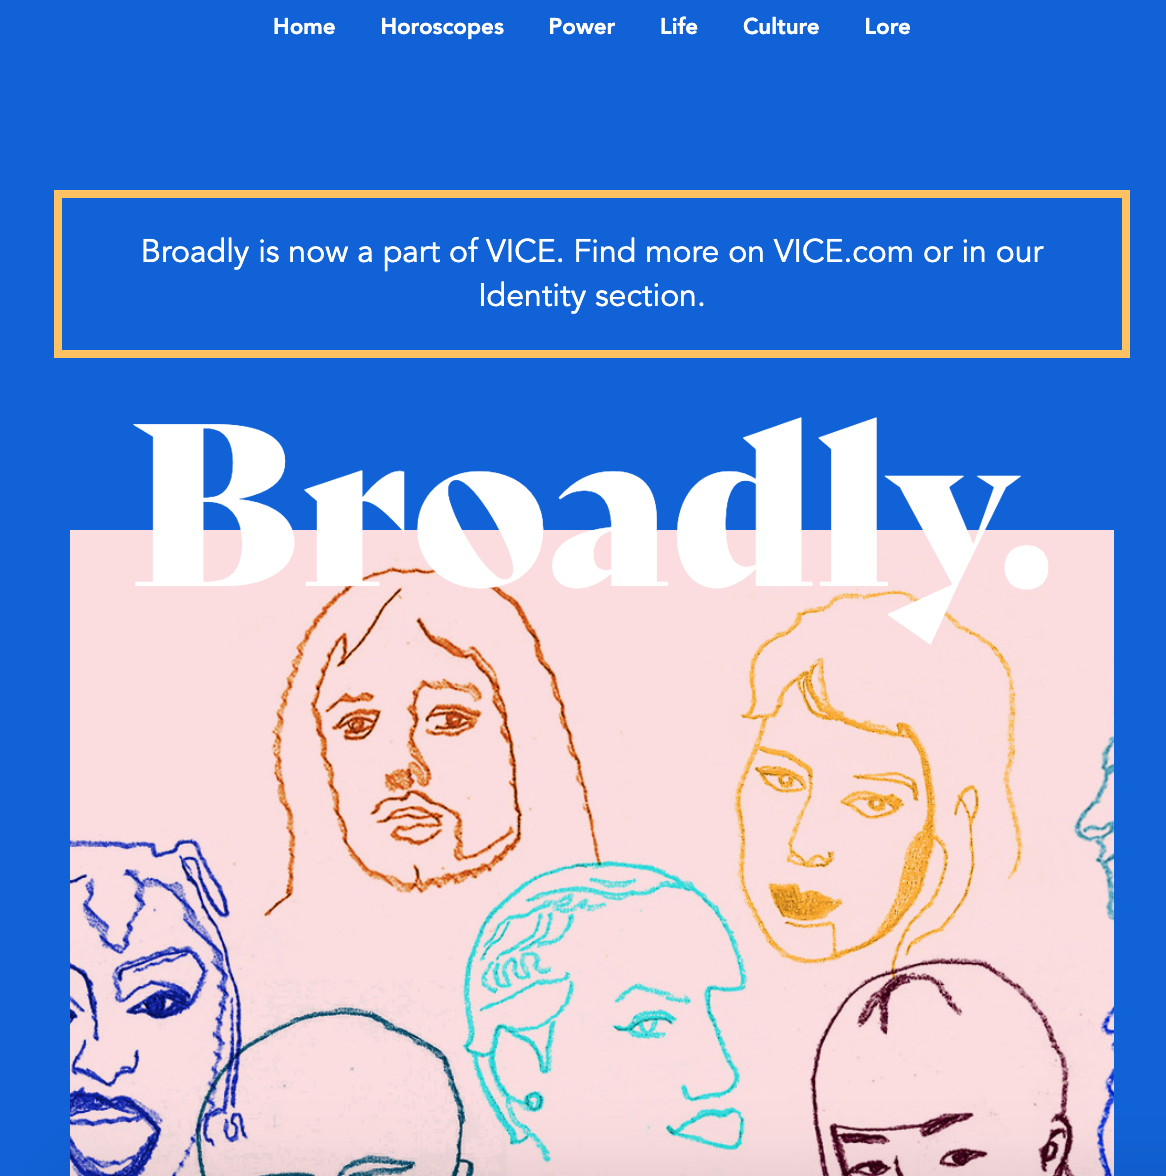 Home Horoscopes Power Life Culture Lore
Broadly is now a part of VICE. Find more on VICE.com or in our
Identity section.
Broadly.